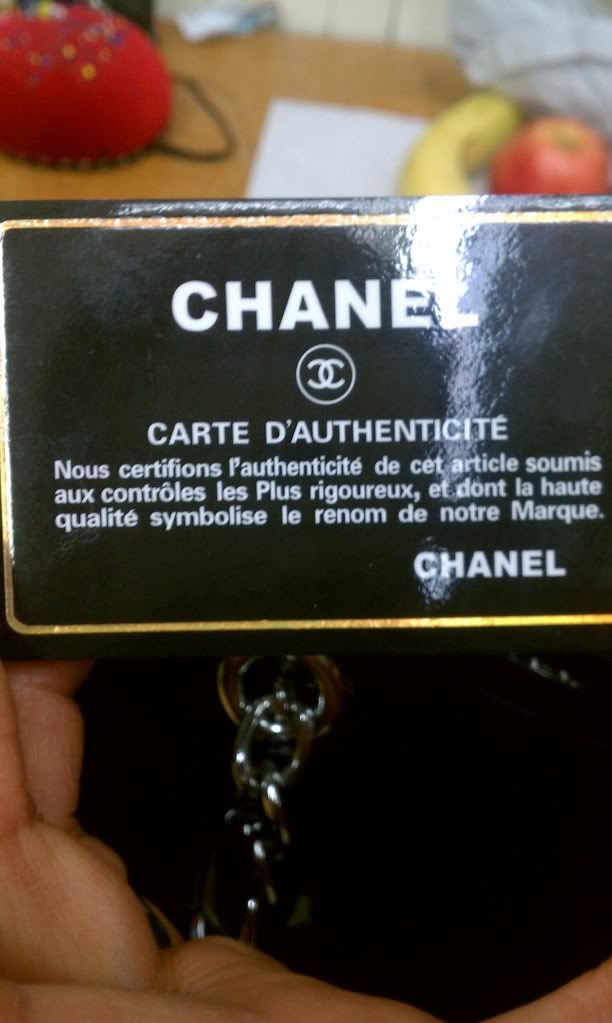 CHANEL
CARTE D'AUTHENTICITÉ
Nous certifions l'authenticité de cet article soumis
aux contrôles les Plus rigoureux, et dont la haute
qualité symbolise le renom de notre Marque.
CHANEL